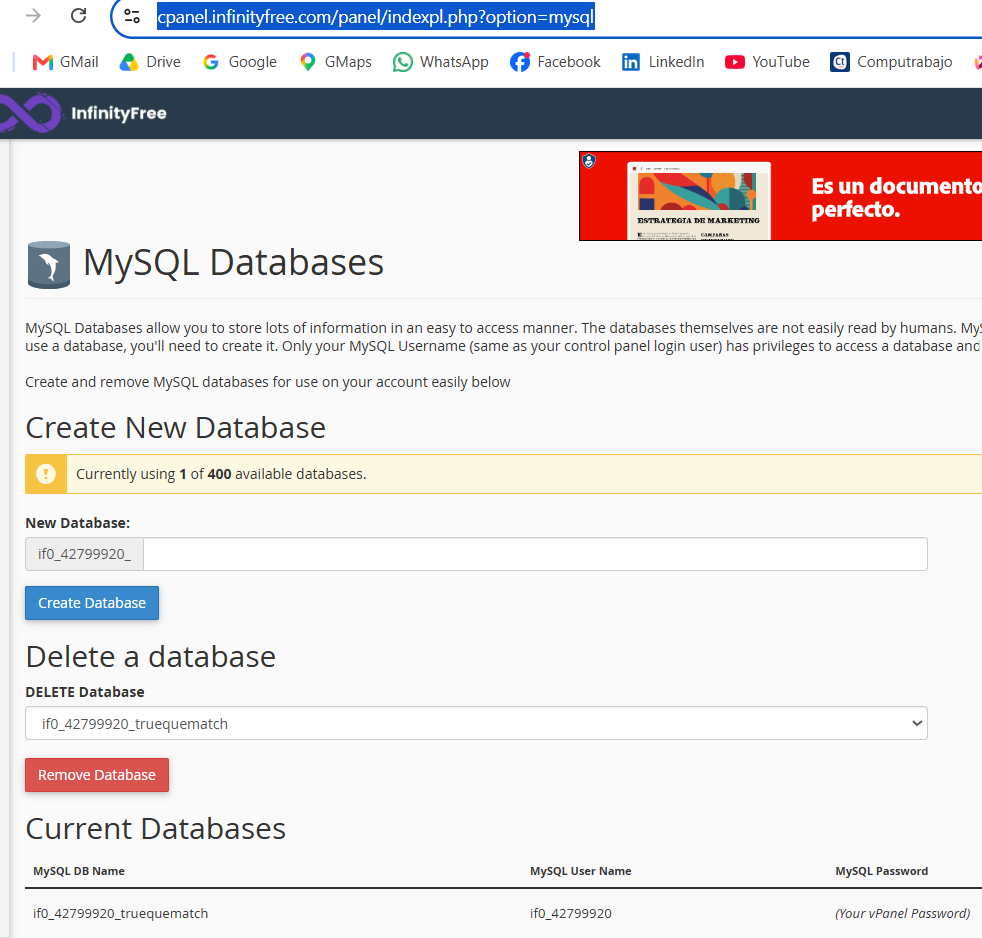 cpanel.infinityfree.com/panel/indexpl.php?option=mysql
GMail Drive Google GMaps WhatsApp Facebook LinkedIn YouTube Ct Computrabajo
InfinityFree
ESTRATEGIA DE MARKETING
Es un documento
perfecto.
MySQL Databases
MySQL Databases allow you to store lots of information in an easy to access manner. The databases themselves are not easily read by humans. MyS
use a database, you'll need to create it. Only your MySQL Username (same as your control panel login user) has privileges to access a database and
Create and remove MySQL databases for use on your account easily below
Create New Database
Currently using 1 of 400 available databases.
New Database:
if0_42799920_
Create Database
Delete a database
DELETE Database
if0_42799920_truequematch
Remove Database
Current Databases
MySQL DB Name MySQL User Name MySQL Password
if0_42799920_truequematch if0_42799920 (Your vPanel Password)